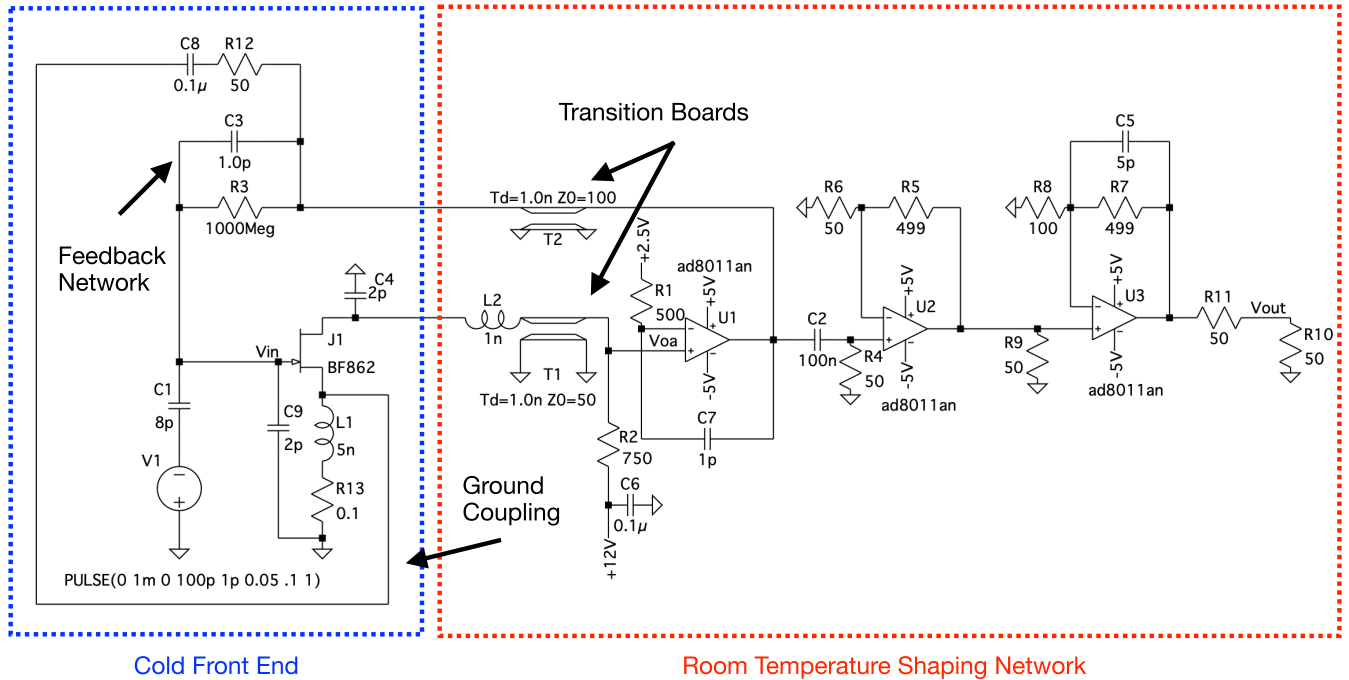 C8
R12
0.1µ
50
C3
1.0p
R3
1000Meg
Feedback
Network
C4
2p
Vin
J1
BF862
C1
8p
V1
C9
2p
L1
5n
R13
0.1
PULSE(0 1m 0 100p 1p 0.05 .1 1)
Ground
Coupling
Transition Boards
Td=1.0n Z0=100
T2
L2
1n
T1
Td=1.0n Z0=50
+2.5V
R1
500
Voa
ad8011an
+5V
U1
-5V
R2
750
C6
0.1µ
+12V
C7
1p
C2
100n
R4
50
R6
50
R5
499
+5V
U2
-5V
ad8011an
R9
50
C5
5p
R8
100
R7
499
+5V
U3
-5V
ad8011an
R11
50
Vout
R10
50
Cold Front End
Room Temperature Shaping Network